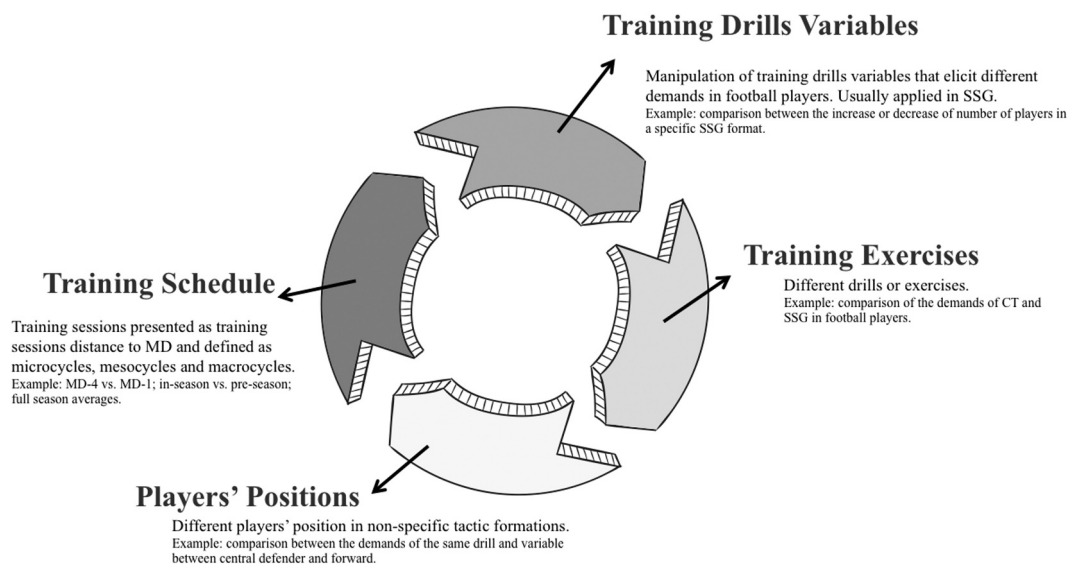 Training Drills Variables
Manipulation of training drills variables that elicit different
demands in football players. Usually applied in SSG.
Example: comparison between the increase or decrease of number of players in
a specific SSG format.
Training Exercises
Different drills or exercises.
Example: comparison of the demands of CT and
SSG in football players.
Training Schedule
Training sessions presented as training
sessions distance to MD and defined as
microcycles, mesocycles and macrocycles.
Example: MD-4 vs. MD-1; in-season vs. pre-season;
full season averages.
Players’ Positions
Different players’ position in non-specific tactic formations.
Example: comparison between the demands of the same drill and variable
between central defender and forward.